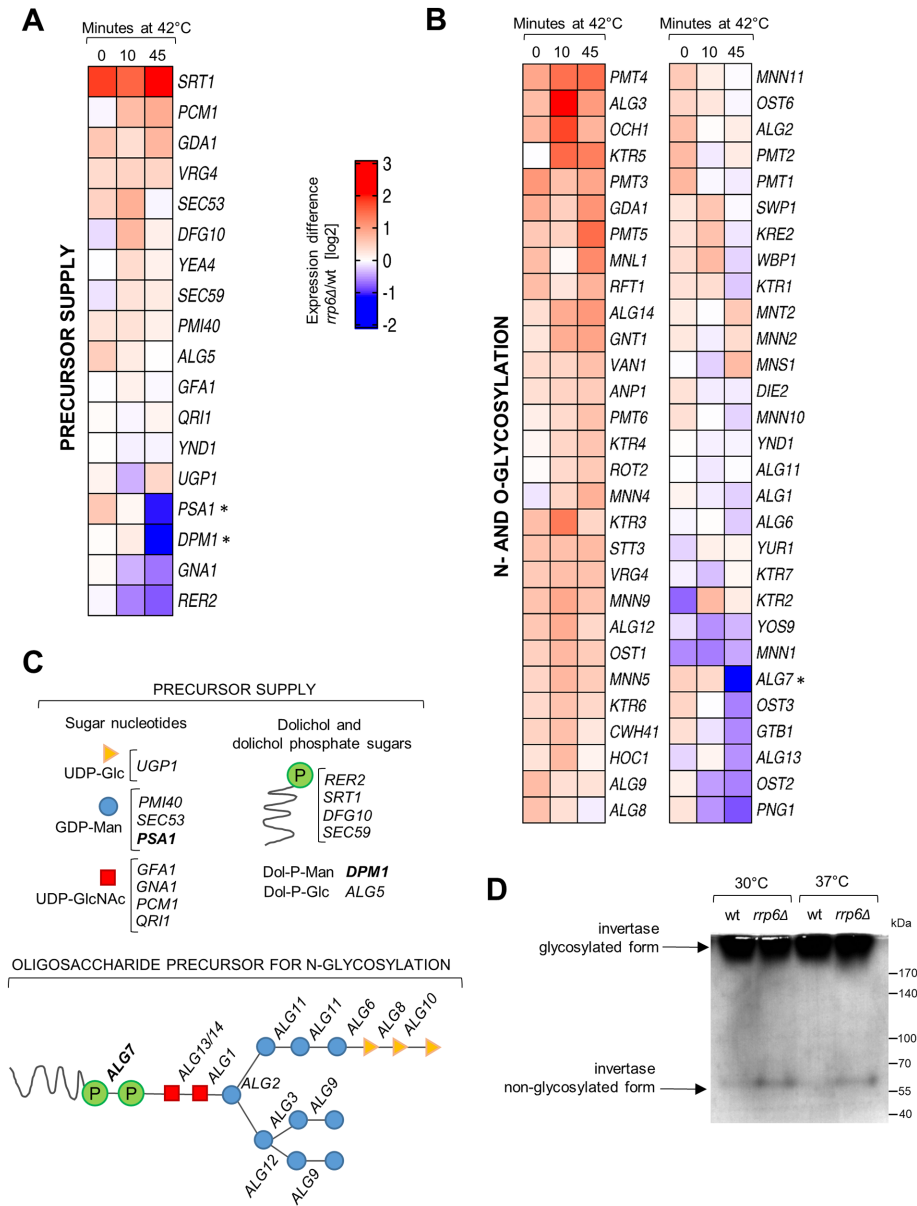 A
Minutes at 42°C
0 10 45
PRECURSOR SUPPLY
SRT1
PCM1
GDA1
VRG4
SEC53
DFG10
YEA4
SEC59
PMI40
ALG5
GFA1
QRI1
YND1
UGP1
PSA1 *
DPM1 *
GNA1
RER2
Expression difference
rrp6Δ/wt [log2]
3
2
1
0
-1
-2
B
Minutes at 42°C
0 10 45
N- AND O-GLYCOSYLATION
PMT4
ALG3
OCH1
KTR5
PMT3
GDA1
PMT5
MNL1
RFT1
ALG14
GNT1
VAN1
ANP1
PMT6
KTR4
ROT2
MNN4
KTR3
STT3
VRG4
MNN9
ALG12
OST1
MNN5
KTR6
CWH41
HOC1
ALG9
ALG8
Minutes at 42°C
0 10 45
MNN11
OST6
ALG2
PMT2
PMT1
SWP1
KRE2
WBP1
KTR1
MNT2
MNN2
MNS1
DIE2
MNN10
YND1
ALG11
ALG1
ALG6
YUR1
KTR7
KTR2
YOS9
MNN1
ALG7 *
OST3
GTB1
ALG13
OST2
PNG1
C
PRECURSOR SUPPLY
Sugar nucleotides
UDP-Glc
UGP1
GDP-Man
PMI40
SEC53
PSA1
UDP-GlcNAc
GFA1
GNA1
PCM1
QRI1
Dolichol and
dolichol phosphate sugars
P
RER2
SRT1
DFG10
SEC59
Dol-P-Man DPM1
Dol-P-Glc ALG5
OLIGOSACCHARIDE PRECURSOR FOR N-GLYCOSYLATION
P
P
ALG7
ALG13/14
ALG1
ALG2
ALG11
ALG11
ALG6
ALG8
ALG10
ALG3
ALG9
ALG12
ALG9
D
30°C 37°C
wt rrp6Δ wt rrp6Δ
kDa
invertase
glycosylated form
invertase
non-glycosylated form
170
140
100
70
55
40